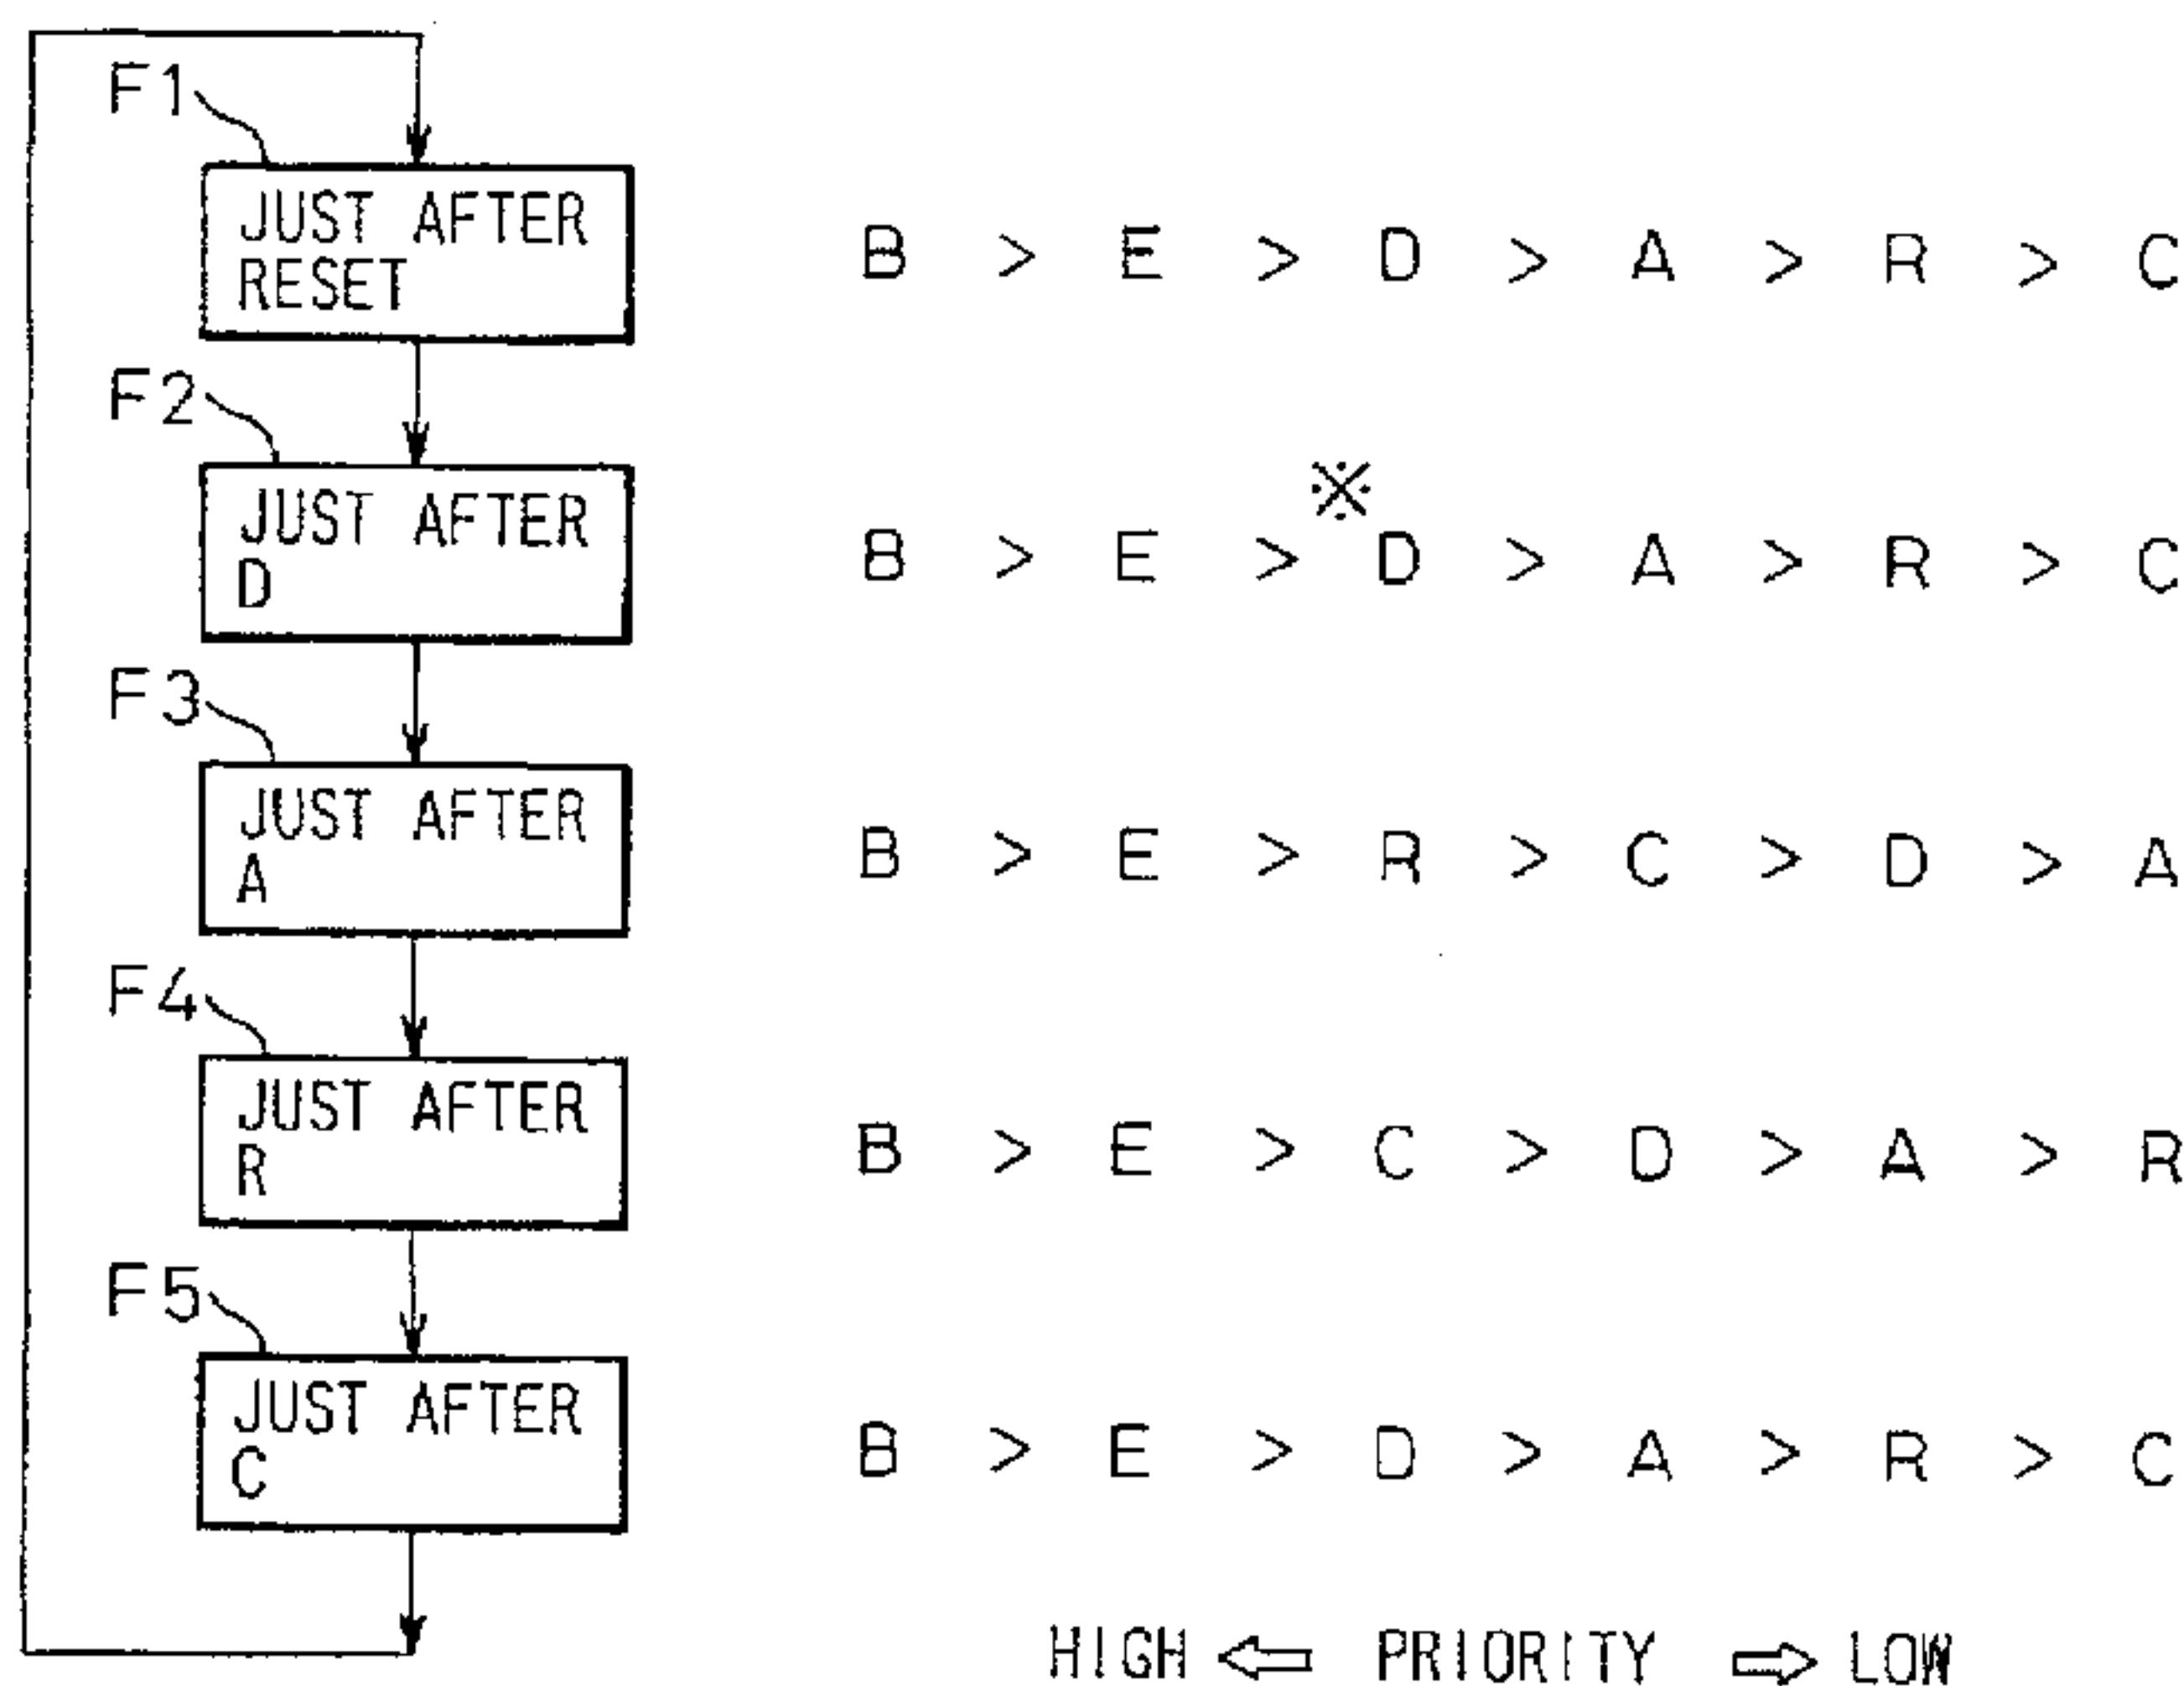 F1
JUST AFTER
RESET
B > E > D > A > R > C
F2
JUST AFTER
D
B > E > ※D > A > R > C
F3
JUST AFTER
A
B > E > R > C > D > A
F4
JUST AFTER
R
B > E > C > D > A > R
F5
JUST AFTER
C
B > E > D > A > R > C
HIGH ⇐ PRIORITY ⇒ LOW